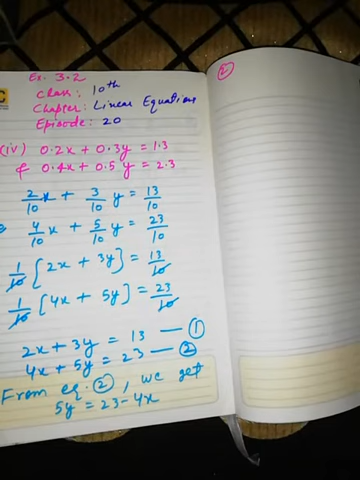 Ex. 3.2
Class: 10th
Chapter: Linear Equations
Episode: 20
(iv) 0.2x + 0.3y = 1.3
& 0.4x + 0.5y = 2.3
2/10 x + 3/10 y = 13/10
4/10 x + 5/10 y = 23/10
1/10 [2x + 3y] = 13/10
1/10 [4x + 5y] = 23/10
2x + 3y = 13 — ①
4x + 5y = 23 — ②
From eq. ②, we get
5y = 23 - 4x
②